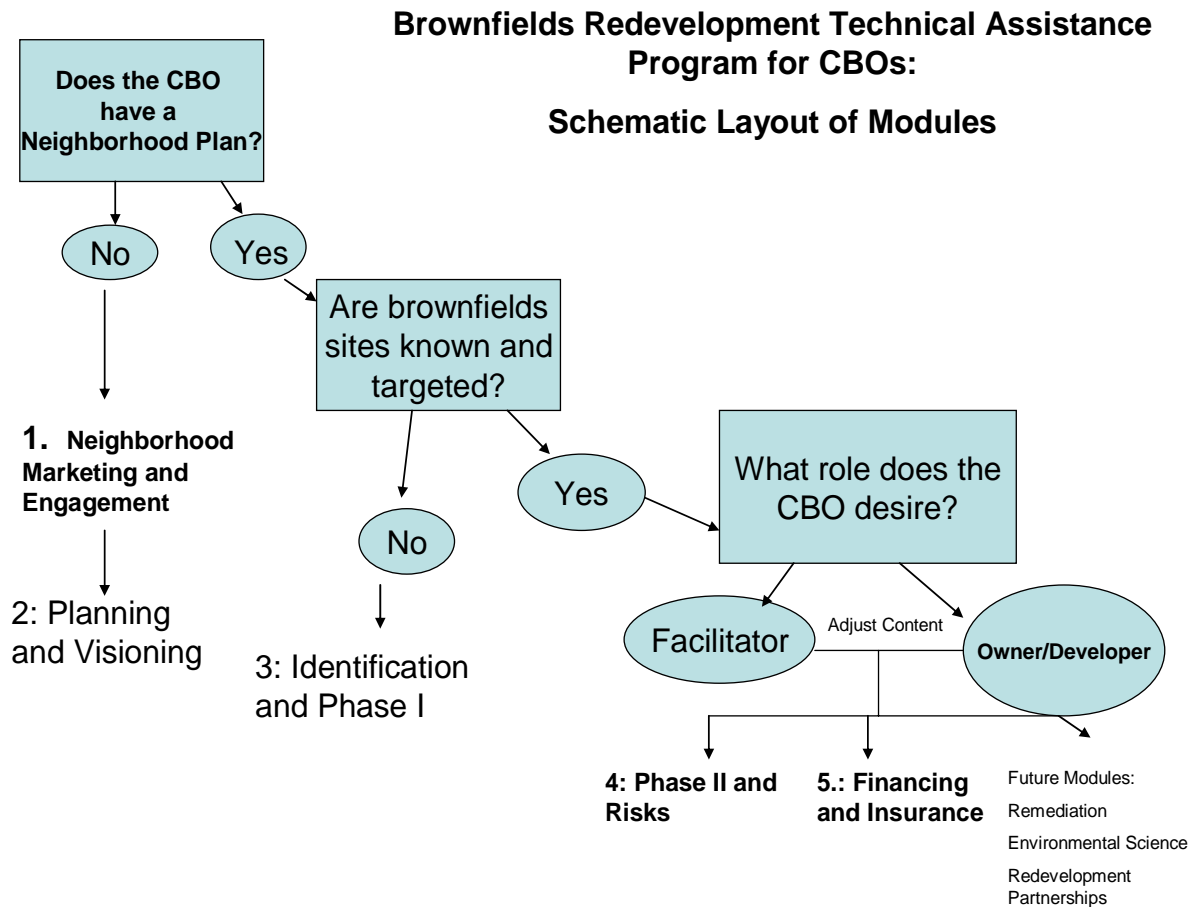 Brownfields Redevelopment Technical Assistance
Program for CBOs:
Schematic Layout of Modules
Does the CBO
have a
Neighborhood Plan?
No
Yes
Are brownfields
sites known and
targeted?
1. Neighborhood
Marketing and
Engagement
No
Yes
What role does the
CBO desire?
2: Planning
and Visioning
3: Identification
and Phase I
Facilitator
Adjust Content
Owner/Developer
4: Phase II and
Risks
5.: Financing
and Insurance
Future Modules:
Remediation
Environmental Science
Redevelopment
Partnerships